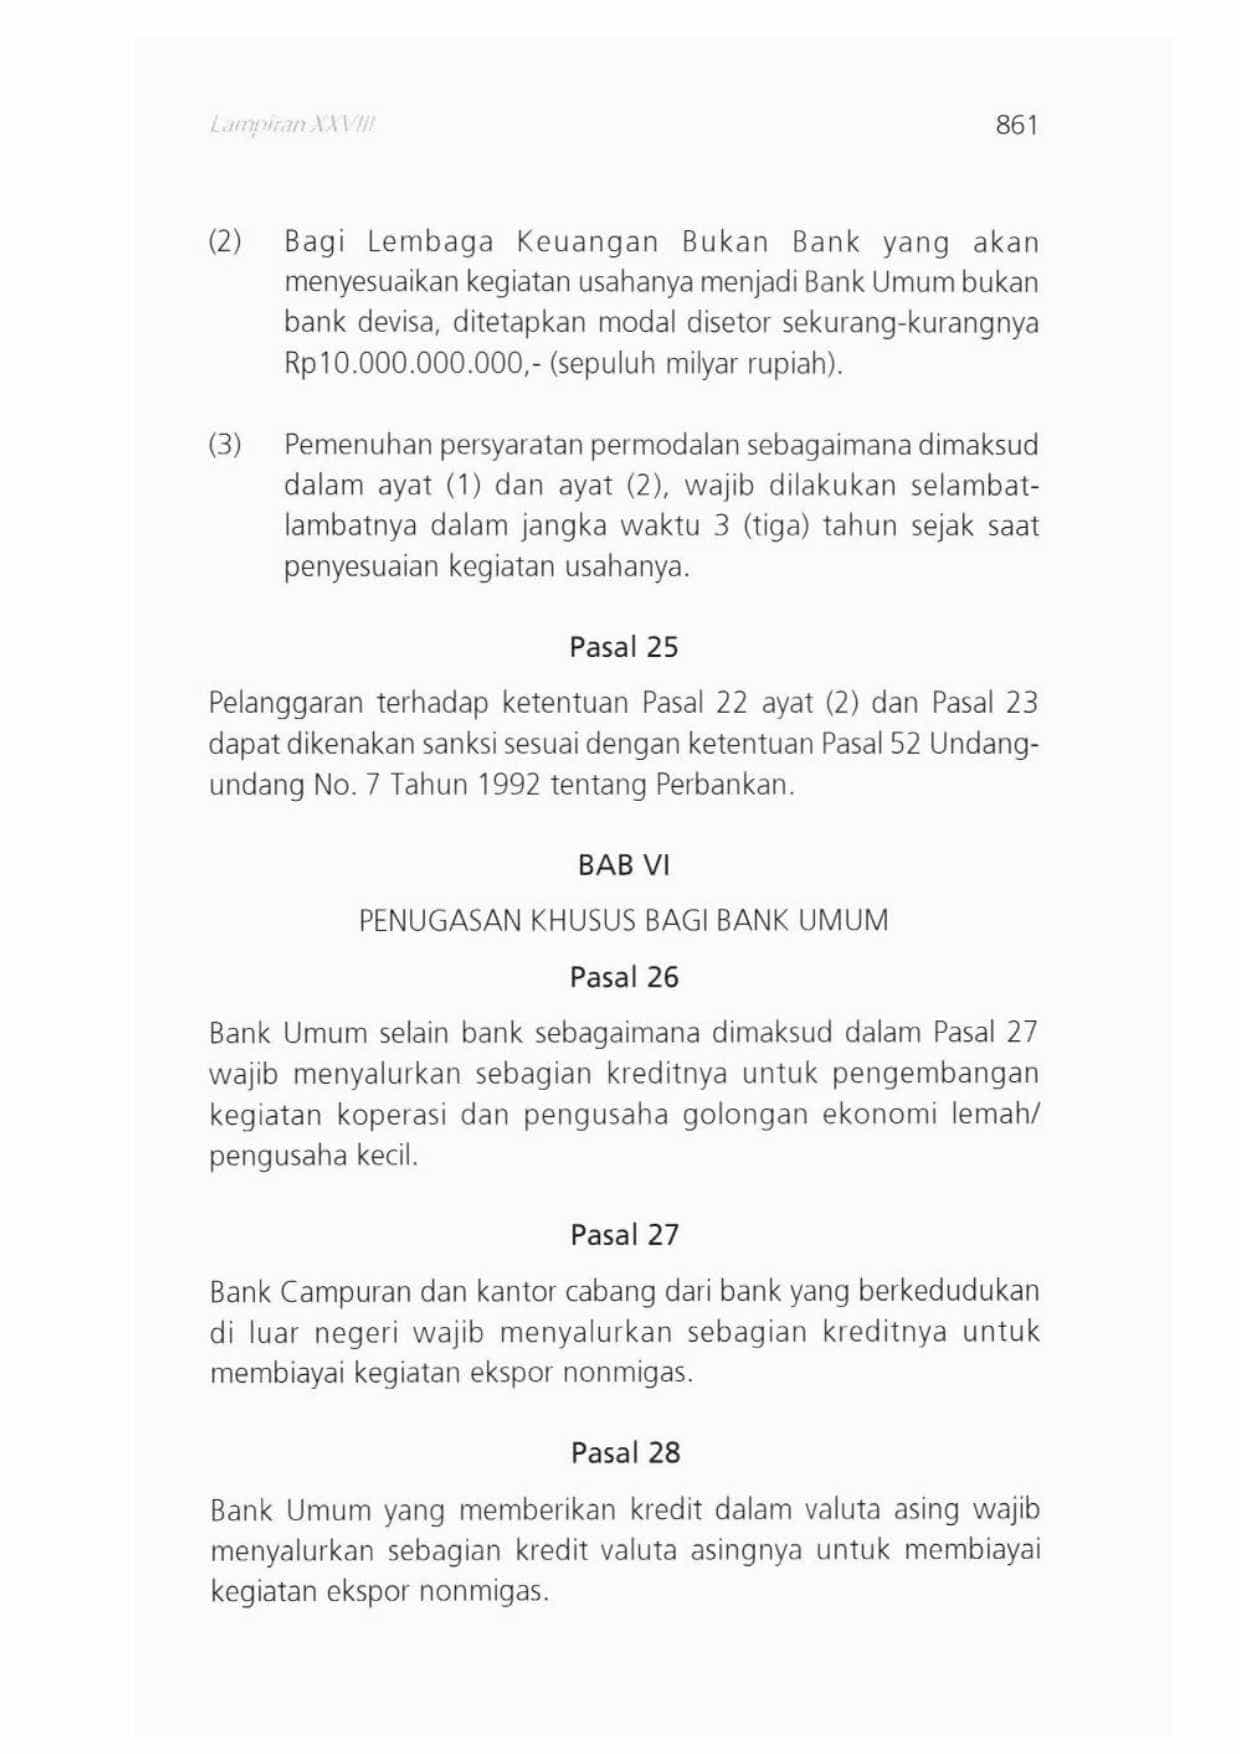 Lampiran XXVIII
861
(2) Bagi Lembaga Keuangan Bukan Bank yang akan
menyesuaikan kegiatan usahanya menjadi Bank Umum bukan
bank devisa, ditetapkan modal disetor sekurang-kurangnya
Rp10.000.000.000,- (sepuluh milyar rupiah).
(3) Pemenuhan persyaratan permodalan sebagaimana dimaksud
dalam ayat (1) dan ayat (2), wajib dilakukan selambat-
lambatnya dalam jangka waktu 3 (tiga) tahun sejak saat
penyesuaian kegiatan usahanya.
Pasal 25
Pelanggaran terhadap ketentuan Pasal 22 ayat (2) dan Pasal 23
dapat dikenakan sanksi sesuai dengan ketentuan Pasal 52 Undang-
undang No. 7 Tahun 1992 tentang Perbankan.
BAB VI
PENUGASAN KHUSUS BAGI BANK UMUM
Pasal 26
Bank Umum selain bank sebagaimana dimaksud dalam Pasal 27
wajib menyalurkan sebagian kreditnya untuk pengembangan
kegiatan koperasi dan pengusaha golongan ekonomi lemah/
pengusaha kecil.
Pasal 27
Bank Campuran dan kantor cabang dari bank yang berkedudukan
di luar negeri wajib menyalurkan sebagian kreditnya untuk
membiayai kegiatan ekspor nonmigas.
Pasal 28
Bank Umum yang memberikan kredit dalam valuta asing wajib
menyalurkan sebagian kredit valuta asingnya untuk membiayai
kegiatan ekspor nonmigas.